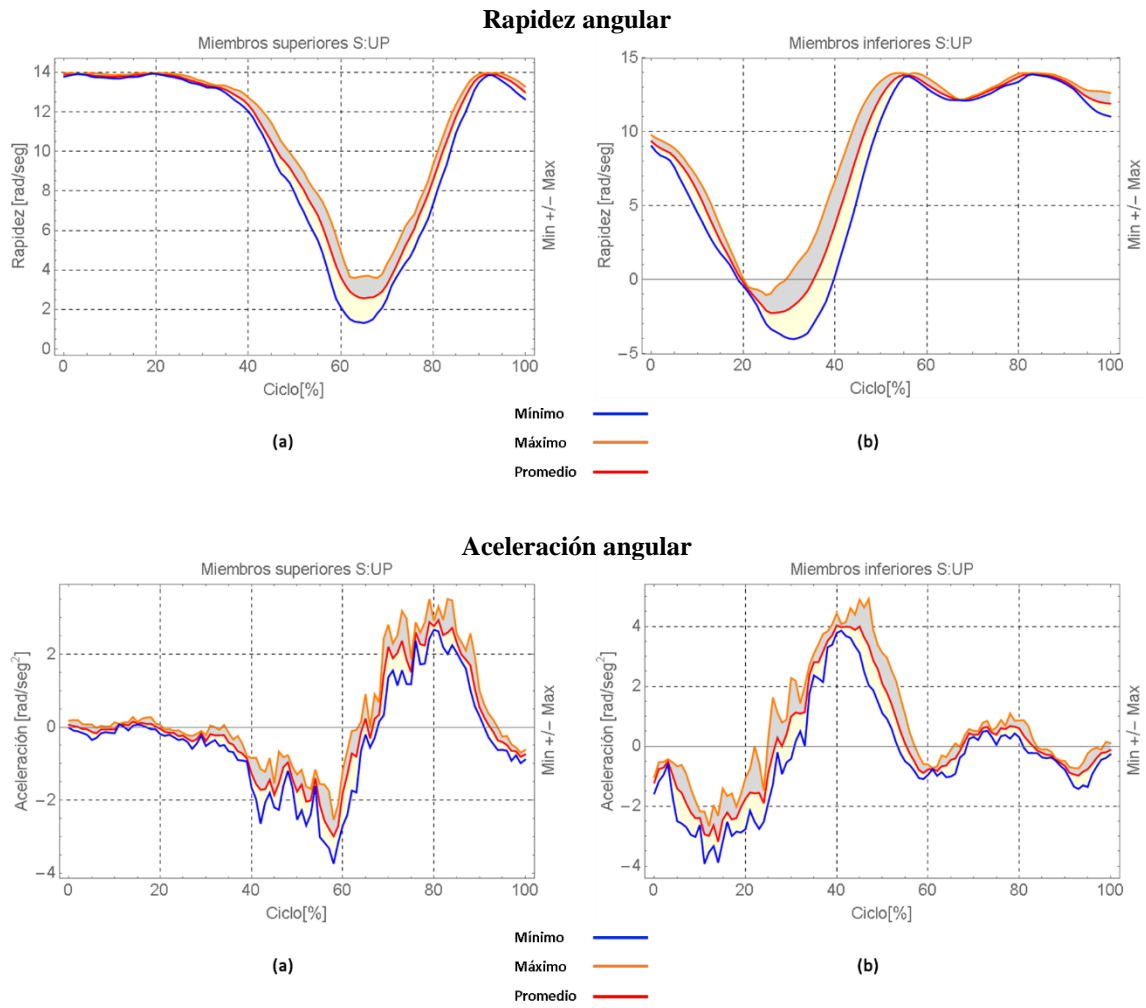 Rapidez angular
Miembros superiores S:UP
Miembros inferiores S:UP
14
12
10
8
6
4
2
0
Rapidez [rad/seg]
Min +/− Max
0 20 40 60 80 100
Ciclo[%]
15
10
5
0
−5
Rapidez [rad/seg]
Min +/− Max
0 20 40 60 80 100
Ciclo[%]
Mínimo
Máximo
Promedio
(a)
(b)
Aceleración angular
Miembros superiores S:UP
Miembros inferiores S:UP
2
0
−2
−4
Aceleración [rad/seg²]
Min +/− Max
0 20 40 60 80 100
Ciclo[%]
4
2
0
−2
−4
Aceleración [rad/seg²]
Min +/− Max
0 20 40 60 80 100
Ciclo[%]
Mínimo
Máximo
Promedio
(a)
(b)